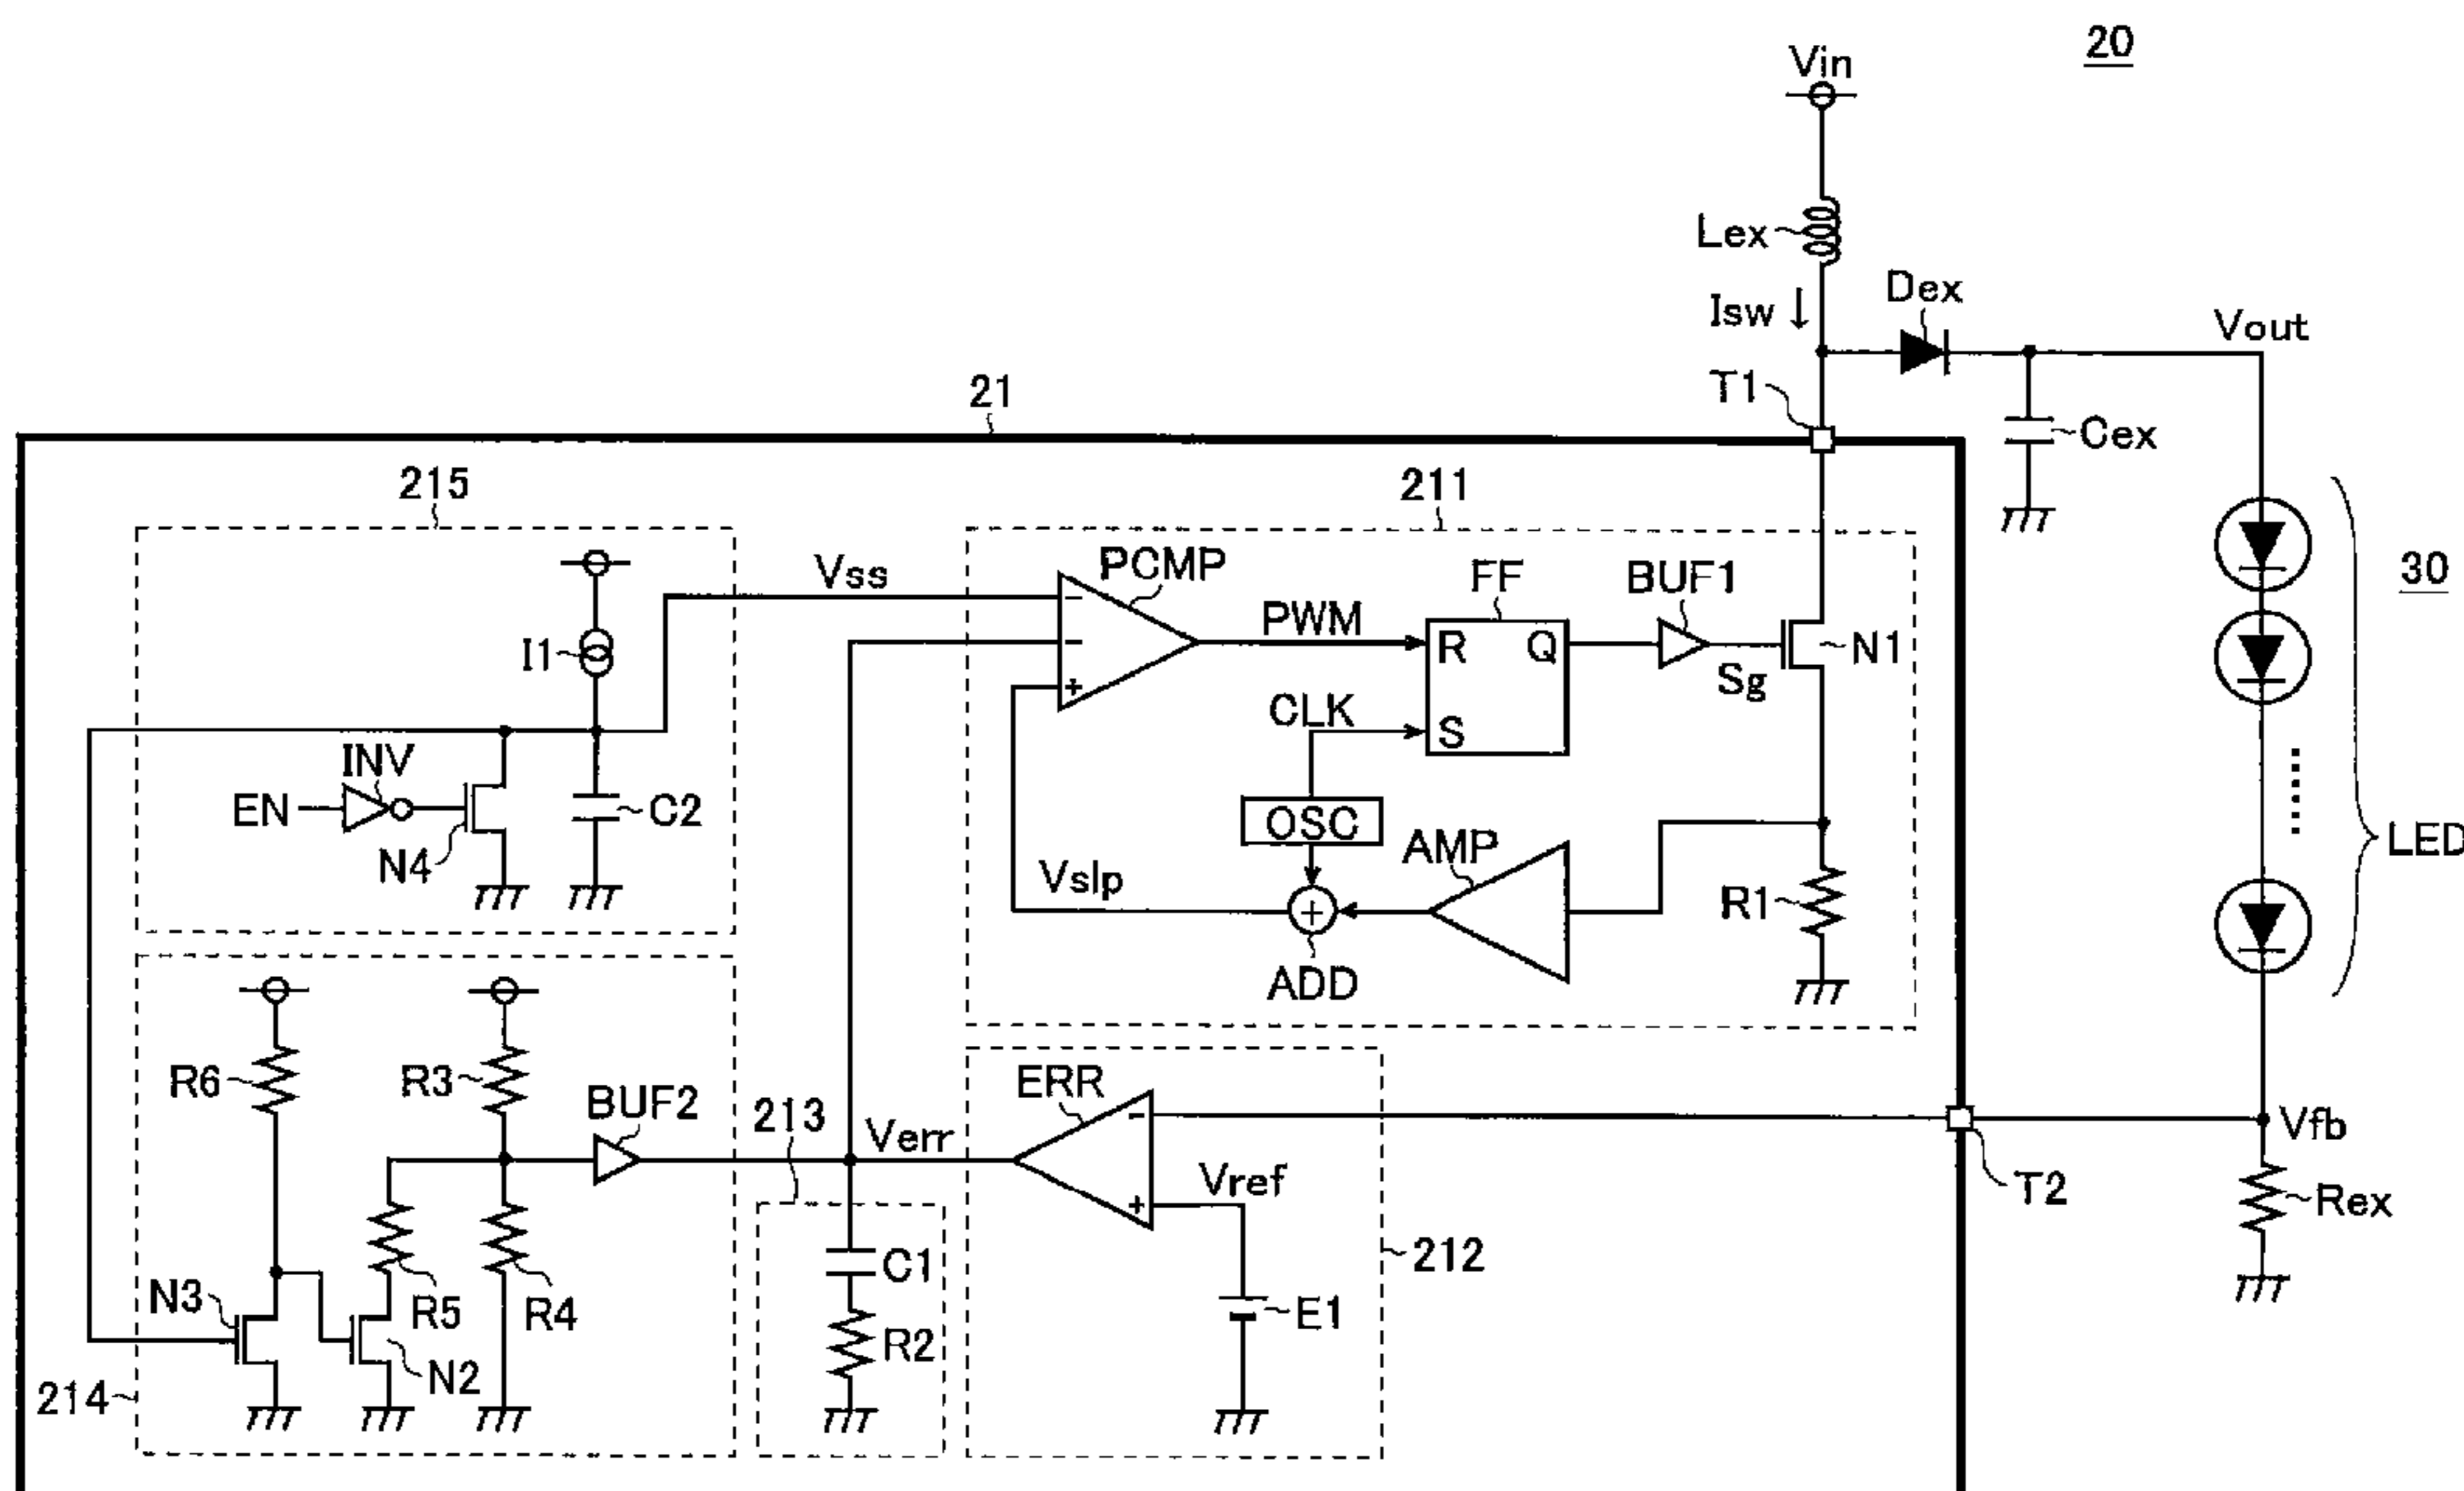 20
Vin
Lex
Isw
Dex
Vout
T1
21
Cex
215
211
30
Vss
PCMP
PWM
FF
BUF1
I1
R
Q
N1
Sg
CLK
S
INV
EN
C2
OSC
AMP
LED
N4
Vslp
R1
ADD
R6
R3
BUF2
213
ERR
Verr
Vfb
Vref
T2
Rex
C1
212
N3
R5
R4
R2
E1
N2
214